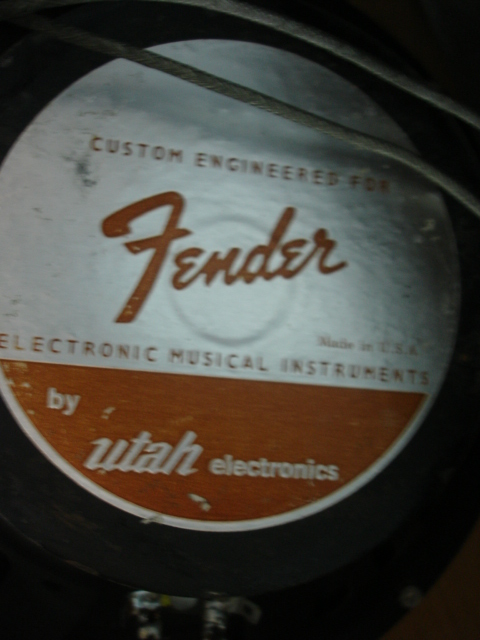 CUSTOM ENGINEERED FOR
Fender
Made in U.S.A.
ELECTRONIC MUSICAL INSTRUMENTS
by
utah electronics